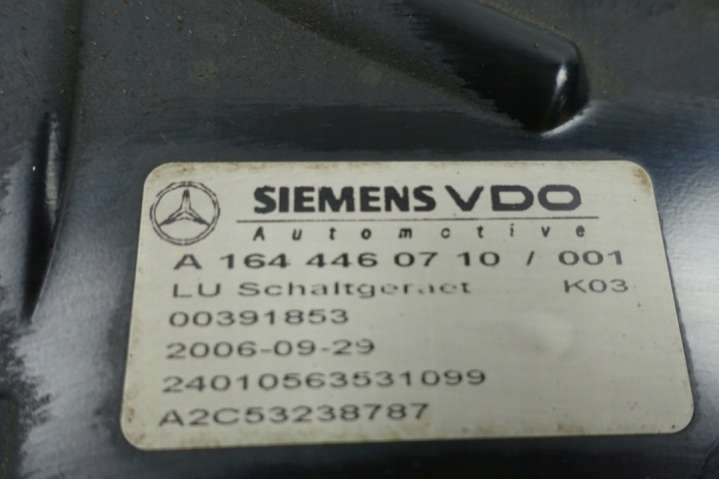 SIEMENS VDO
Automotive
A 164 446 07 10 / 001
LU Schaltgeraet K03
00391853
2006-09-29
24010563531099
A2C53238787